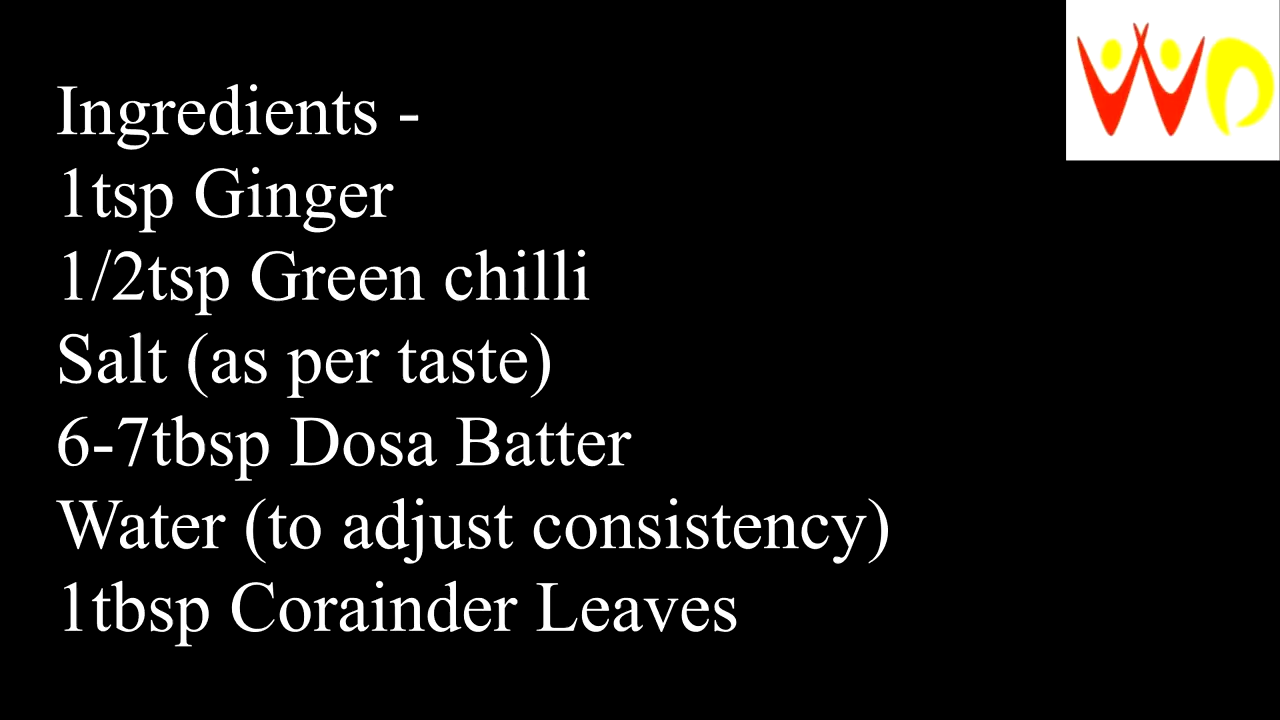 Ingredients -
1tsp Ginger
1/2tsp Green chilli
Salt (as per taste)
6-7tbsp Dosa Batter
Water (to adjust consistency)
1tbsp Corainder Leaves